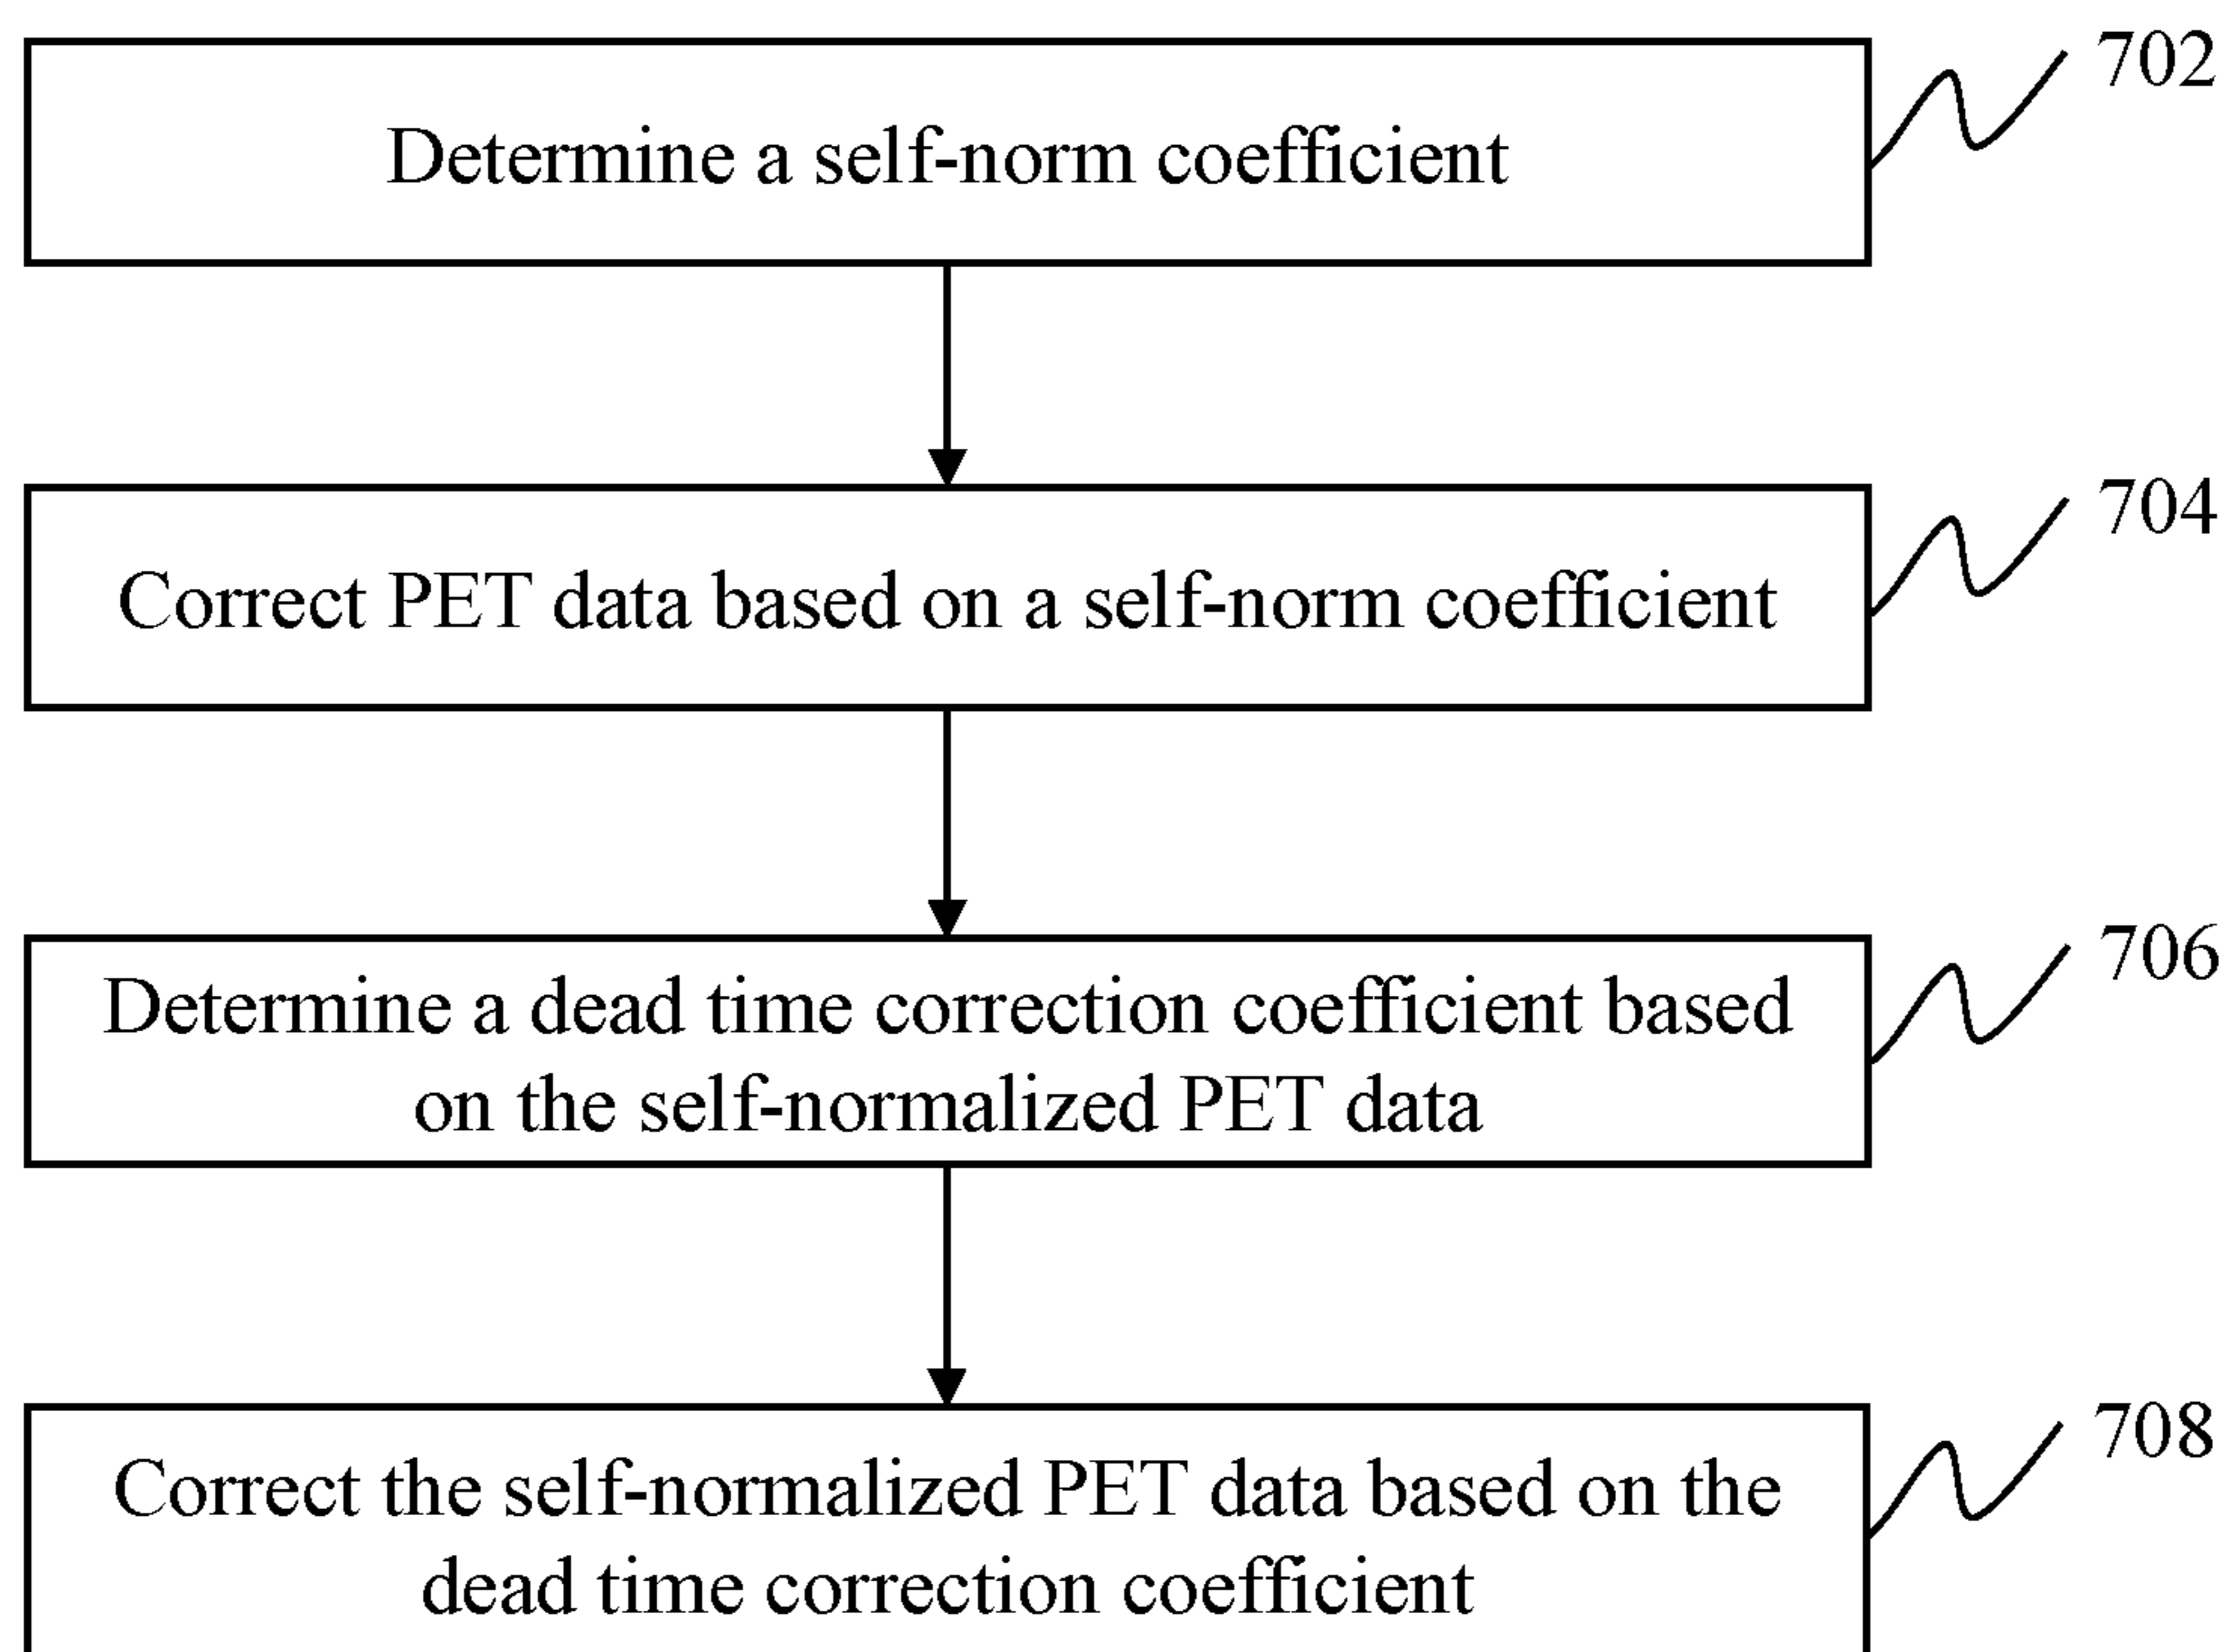 702
Determine a self-norm coefficient
704
Correct PET data based on a self-norm coefficient
706
Determine a dead time correction coefficient based
on the self-normalized PET data
708
Correct the self-normalized PET data based on the
dead time correction coefficient